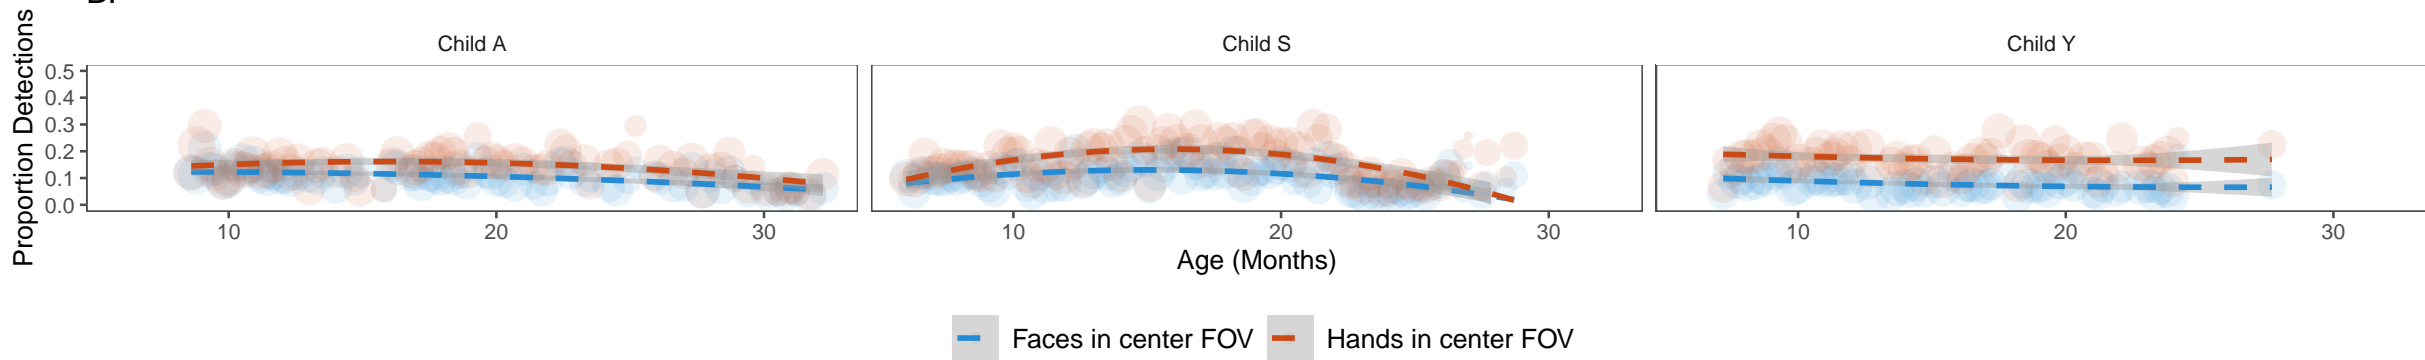 Child A
Child S
Child Y
Proportion Detections
0.5
0.4
0.3
0.2
0.1
0.0
10 20 30
10 20 30
10 20 30
Age (Months)
Faces in center FOV
Hands in center FOV